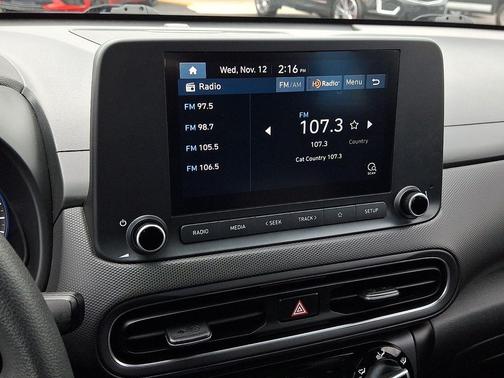 Wed, Nov. 12 2:16 PM
Radio FM/AM HD Radio Menu
FM 97.5
FM 98.7
FM 105.5
FM 106.5
FM
107.3
107.3 Country
Cat Country 107.3
SCAN
RADIO MEDIA < SEEK TRACK > SETUP